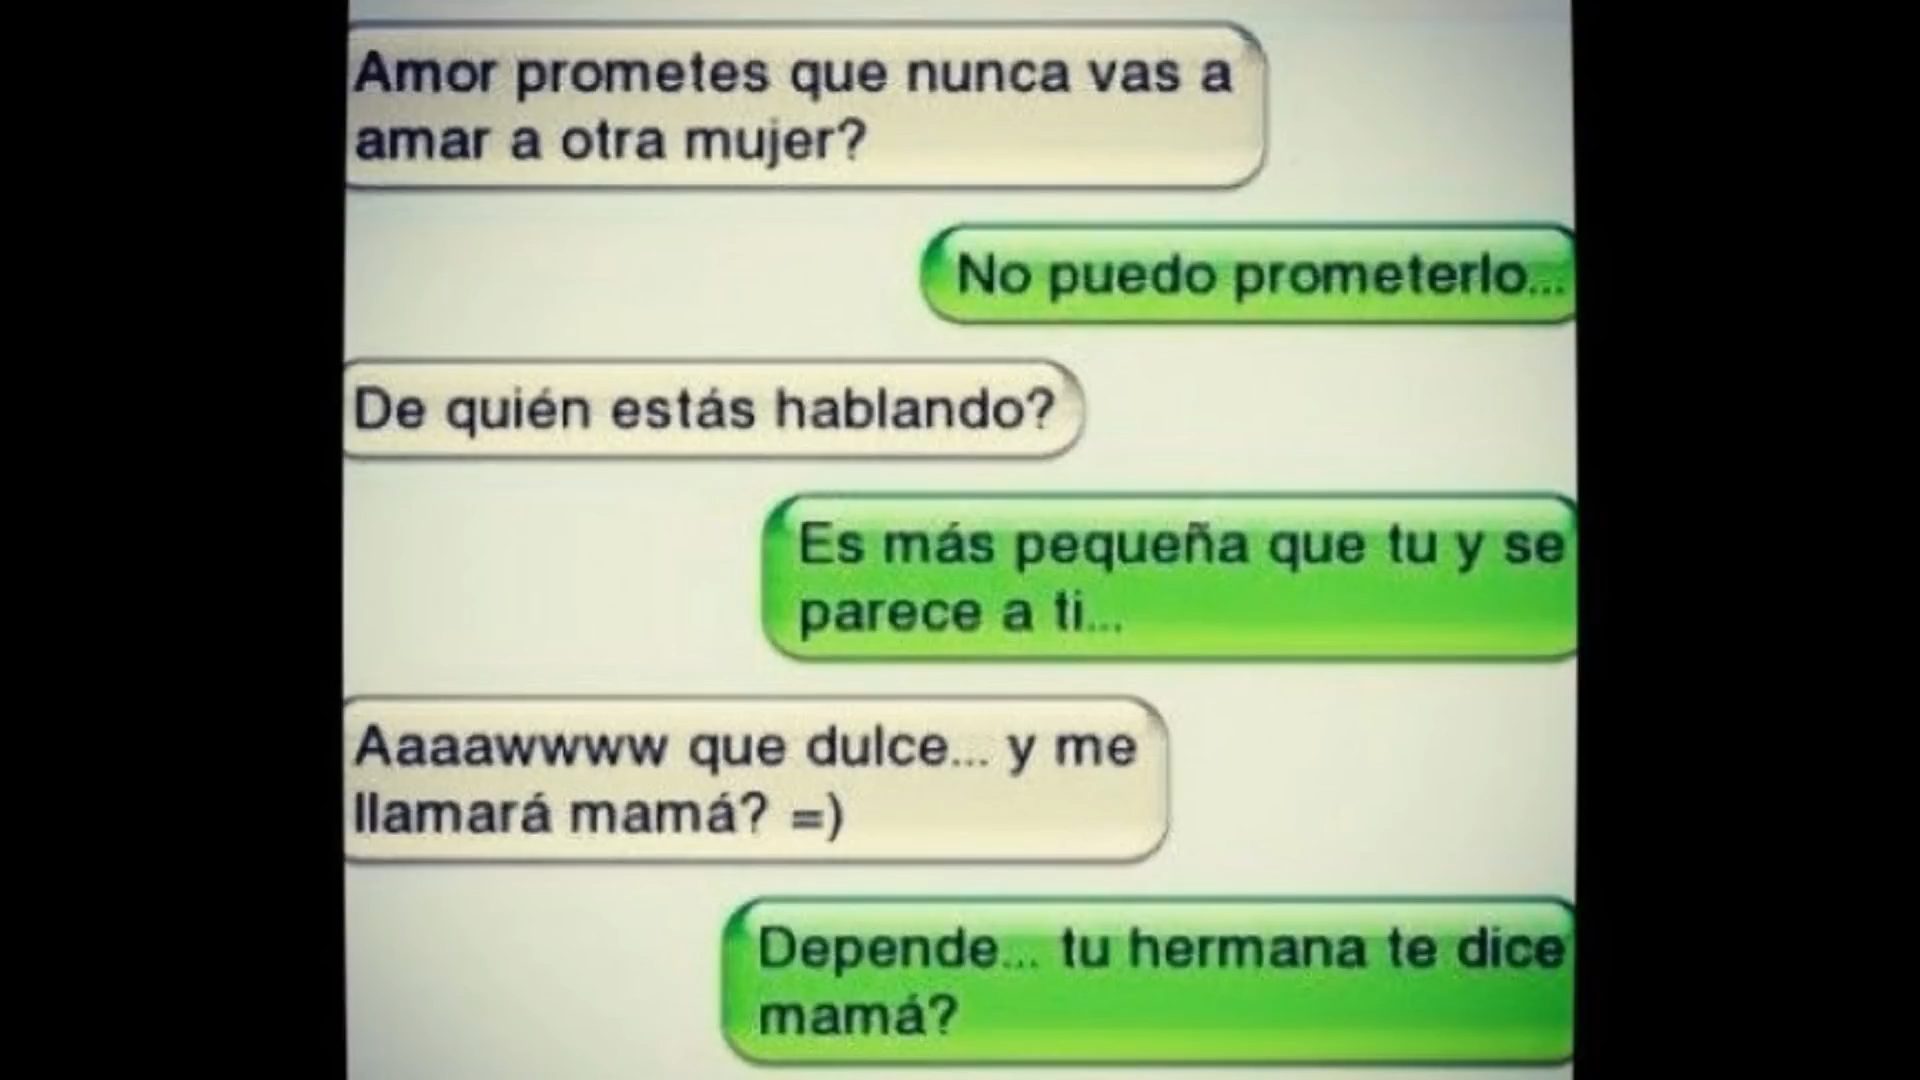 Amor prometes que nunca vas a
amar a otra mujer?
No puedo prometerlo...
De quién estás hablando?
Es más pequeña que tu y se
parece a ti...
Aaaawwww que dulce... y me
llamará mamá? =)
Depende... tu hermana te dice
mamá?